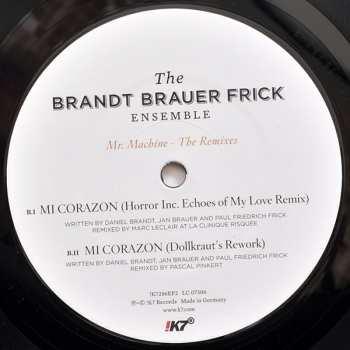 The
BRANDT BRAUER FRICK
ENSEMBLE
Mr. Machine - The Remixes
B.I MI CORAZON (Horror Inc. Echoes of My Love Remix)
WRITTEN BY DANIEL BRANDT, JAN BRAUER AND PAUL FRIEDRICH FRICK
REMIXED BY MARC LECLAIR AT LA CLINIQUE RISQUEE
B.II MI CORAZON (Dollkraut's Rework)
WRITTEN BY DANIEL BRANDT, JAN BRAUER AND PAUL FRIEDRICH FRICK
REMIXED BY PASCAL PINKERT
!K7296EP2 LC 07306
℗+© !K7 Records Made in Germany
www.k7.com
!K7®